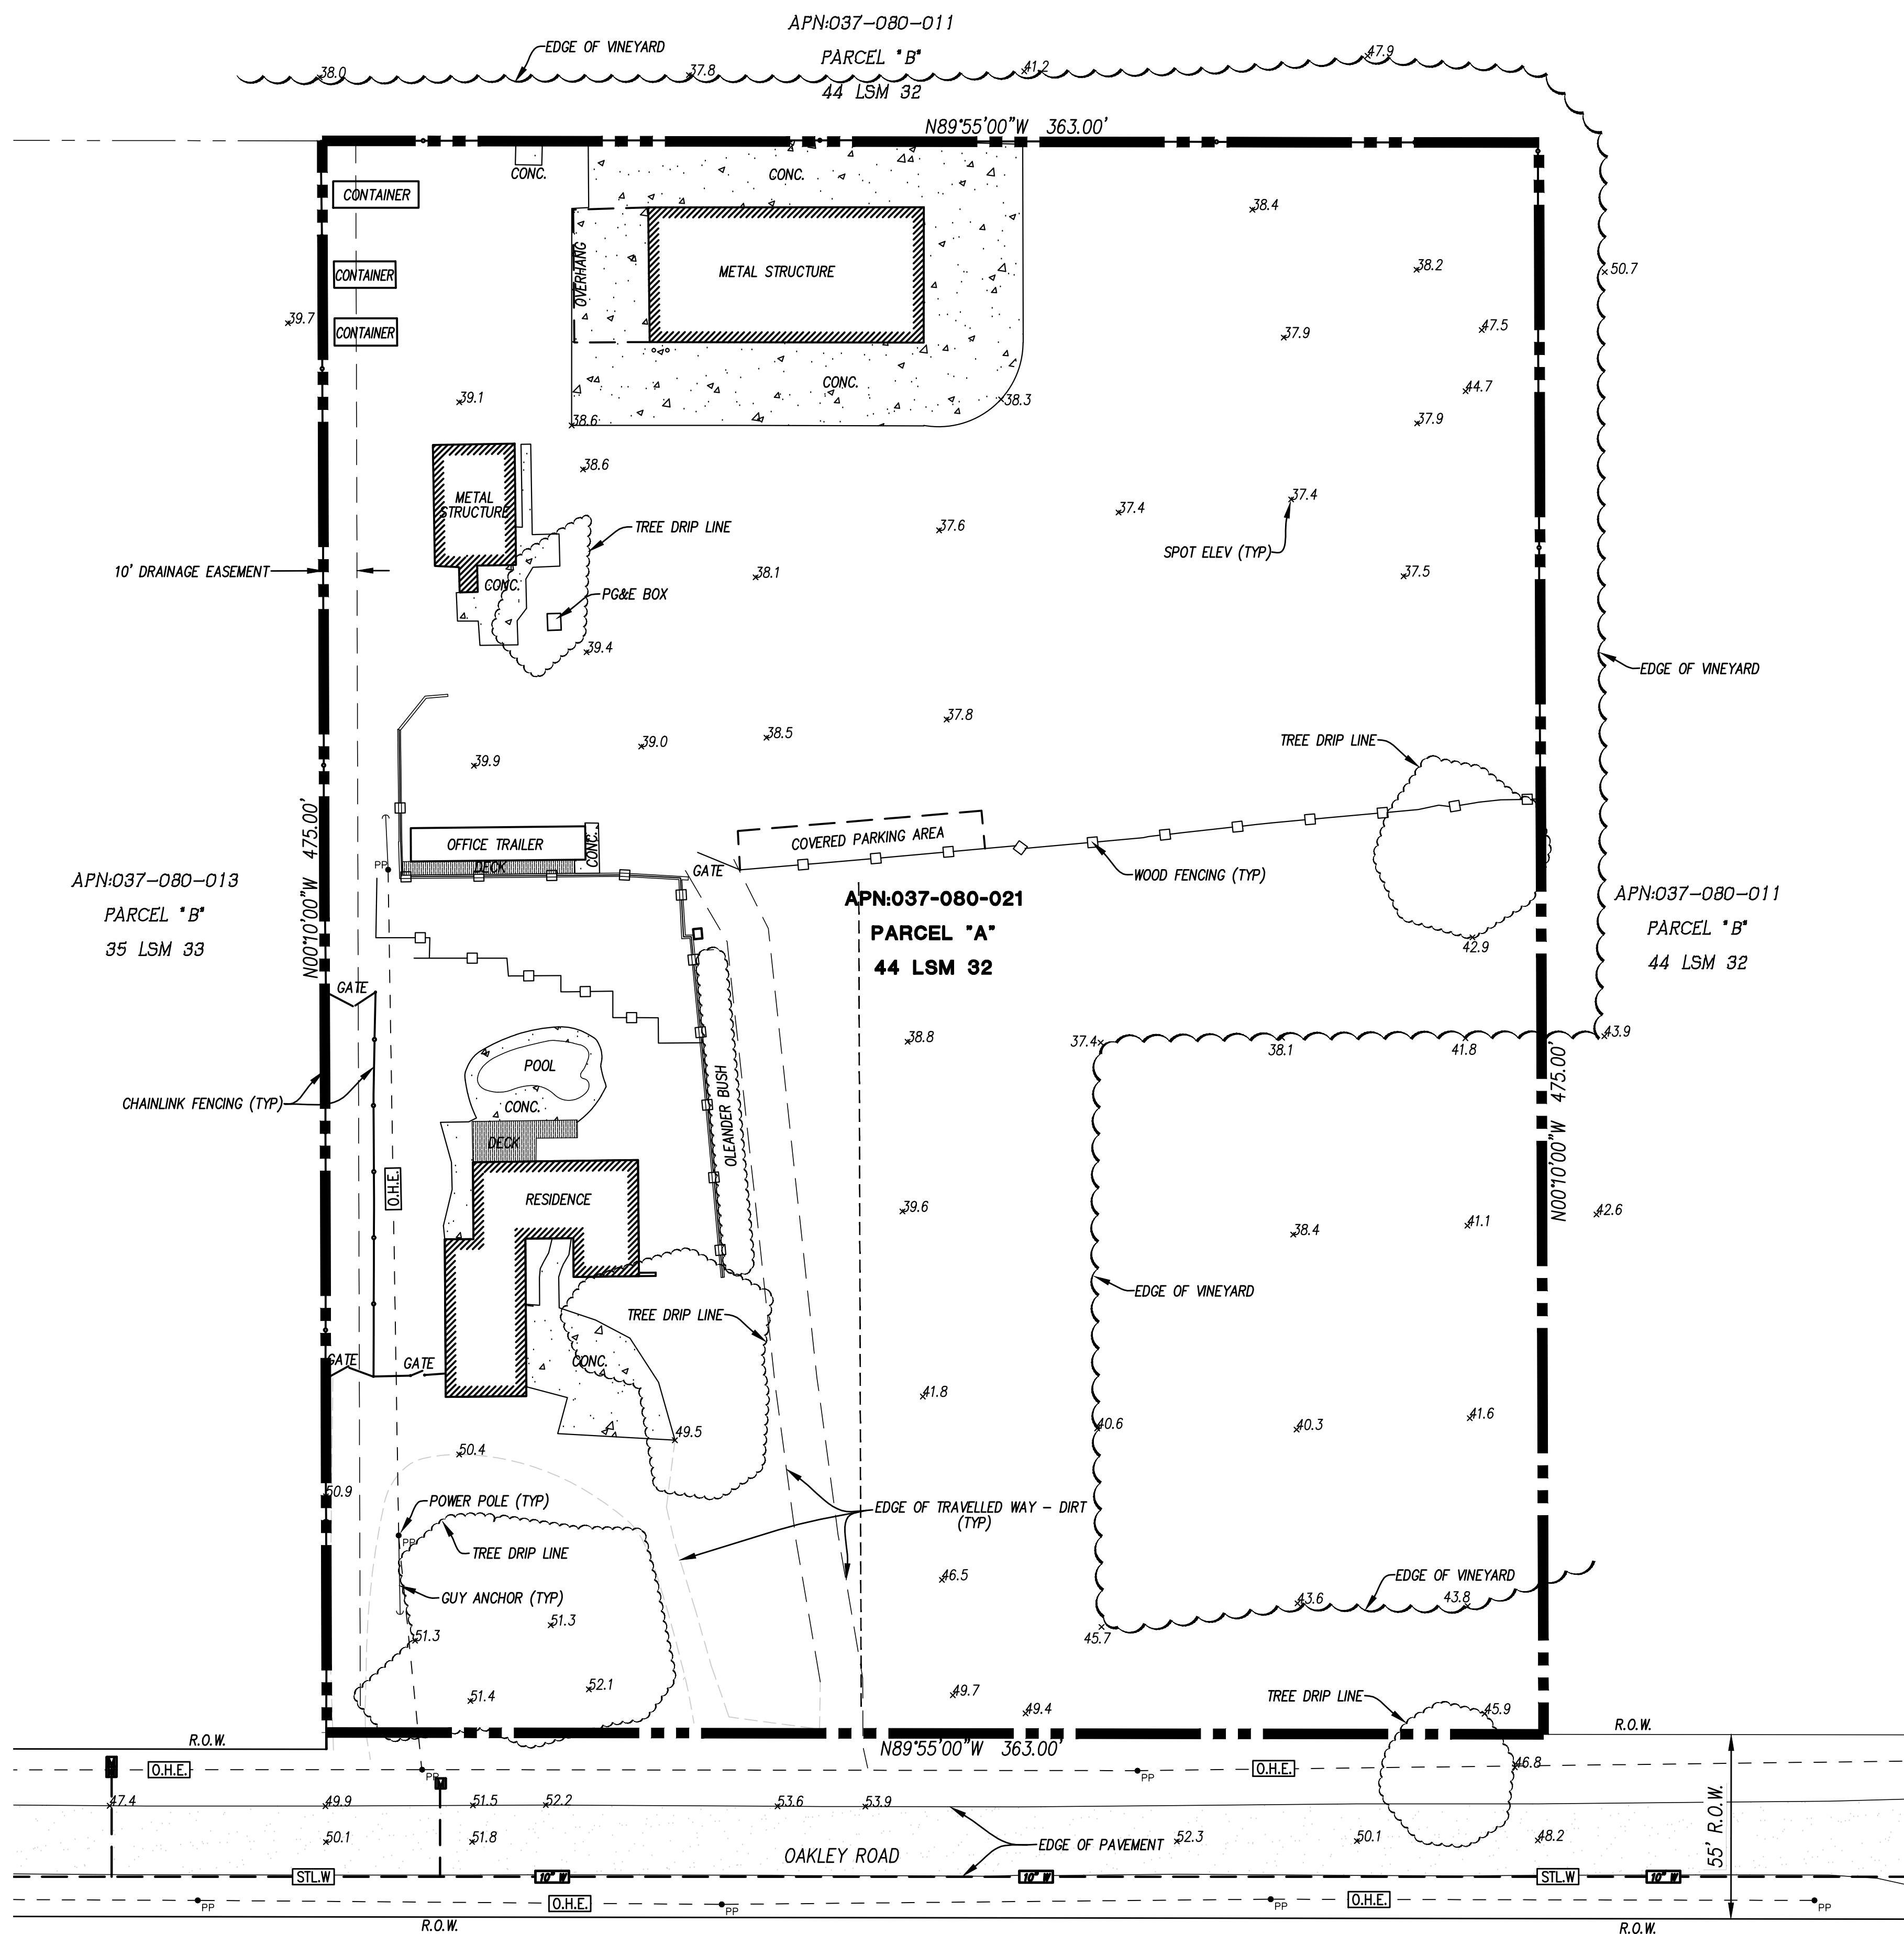 APN:037-080-011
PARCEL "B"
44 LSM 32
EDGE OF VINEYARD
38.0
37.8
41.2
47.9
N89°55'00"W 363.00'
CONC.
CONC.
CONTAINER
38.4
OVERHANG
METAL STRUCTURE
CONTAINER
38.2
50.7
39.7
CONTAINER
37.9
47.5
CONC.
39.1
38.3
44.7
38.6
37.9
38.6
METAL
STRUCTURE
TREE DRIP LINE
37.6
37.4
37.4
SPOT ELEV (TYP)
10' DRAINAGE EASEMENT
CONC.
38.1
37.5
PG&E BOX
39.4
EDGE OF VINEYARD
37.8
39.0
38.5
TREE DRIP LINE
39.9
N00°10'00"W 475.00'
OFFICE TRAILER
CONC.
COVERED PARKING AREA
PP
DECK
GATE
WOOD FENCING (TYP)
APN:037-080-013
PARCEL "B"
35 LSM 33
APN:037-080-021
PARCEL "A"
44 LSM 32
APN:037-080-011
PARCEL "B"
44 LSM 32
42.9
GATE
38.8
37.4
38.1
41.8
43.9
POOL
CHAINLINK FENCING (TYP)
CONC.
OLEANDER BUSH
N00°10'00"W 475.00'
DECK
O.H.E.
RESIDENCE
39.6
38.4
41.1
42.6
EDGE OF VINEYARD
TREE DRIP LINE
GATE
GATE
CONC.
41.8
40.6
40.3
41.6
49.5
50.4
50.9
POWER POLE (TYP)
EDGE OF TRAVELLED WAY - DIRT
(TYP)
PP
TREE DRIP LINE
46.5
EDGE OF VINEYARD
GUY ANCHOR (TYP)
43.6
43.8
51.3
51.3
45.7
52.1
51.4
49.7
49.4
TREE DRIP LINE
45.9
R.O.W.
R.O.W.
N89°55'00"W 363.00'
O.H.E.
PP
PP
O.H.E.
46.8
47.4
49.9
51.5
52.2
53.6
53.9
55' R.O.W.
50.1
51.8
OAKLEY ROAD
EDGE OF PAVEMENT
52.3
50.1
48.2
STL.W
10" W
10" W
STL.W
10" W
PP
O.H.E.
PP
PP
O.H.E.
PP
R.O.W.
R.O.W.